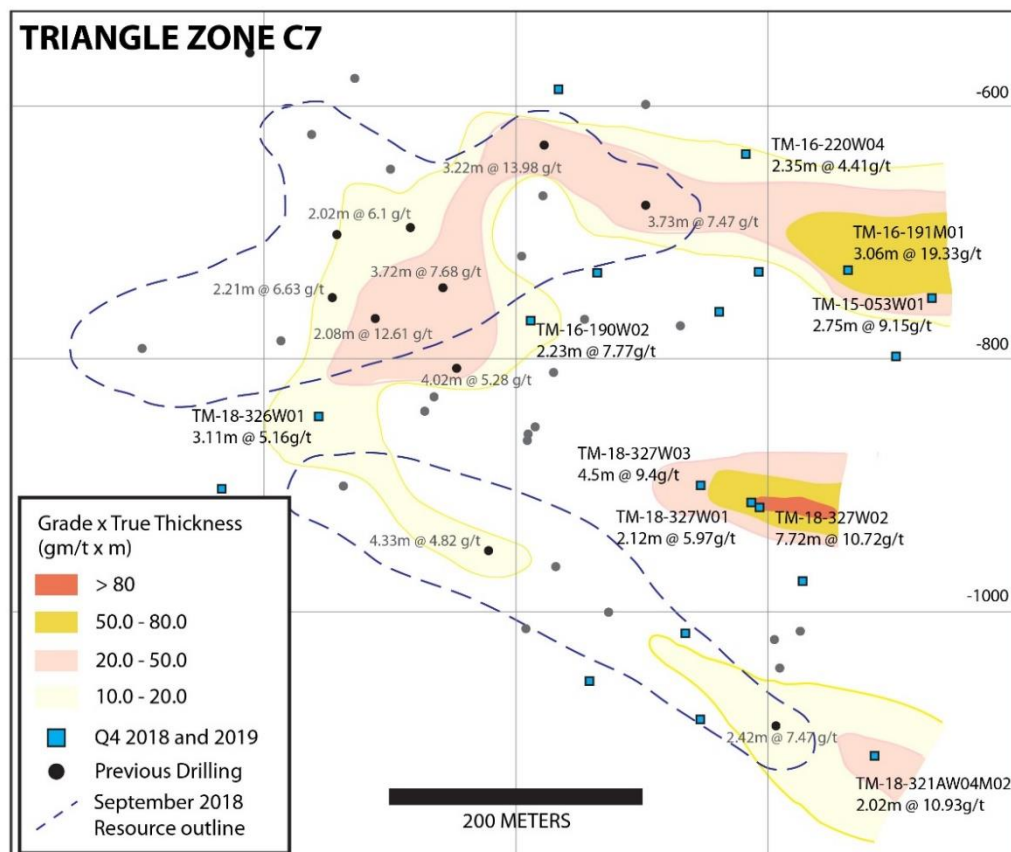 TRIANGLE ZONE C7
-600
TM-16-220W04
2.35m @ 4.41g/t
3.22m @ 13.98 g/t
2.02m @ 6.1 g/t
3.73m @ 7.47 g/t
TM-16-191M01
3.06m @ 19.33g/t
3.72m @ 7.68 g/t
2.21m @ 6.63 g/t
TM-15-053W01
2.75m @ 9.15g/t
2.08m @ 12.61 g/t
TM-16-190W02
2.23m @ 7.77g/t
-800
4.02m @ 5.28 g/t
TM-18-326W01
3.11m @ 5.16g/t
TM-18-327W03
4.5m @ 9.4g/t
TM-18-327W01
2.12m @ 5.97g/t
TM-18-327W02
7.72m @ 10.72g/t
4.33m @ 4.82 g/t
-1000
2.42m @ 7.47g/t
TM-18-321AW04M02
2.02m @ 10.93g/t
Grade x True Thickness
(gm/t x m)
> 80
50.0 - 80.0
20.0 - 50.0
10.0 - 20.0
Q4 2018 and 2019
Previous Drilling
September 2018
Resource outline
200 METERS